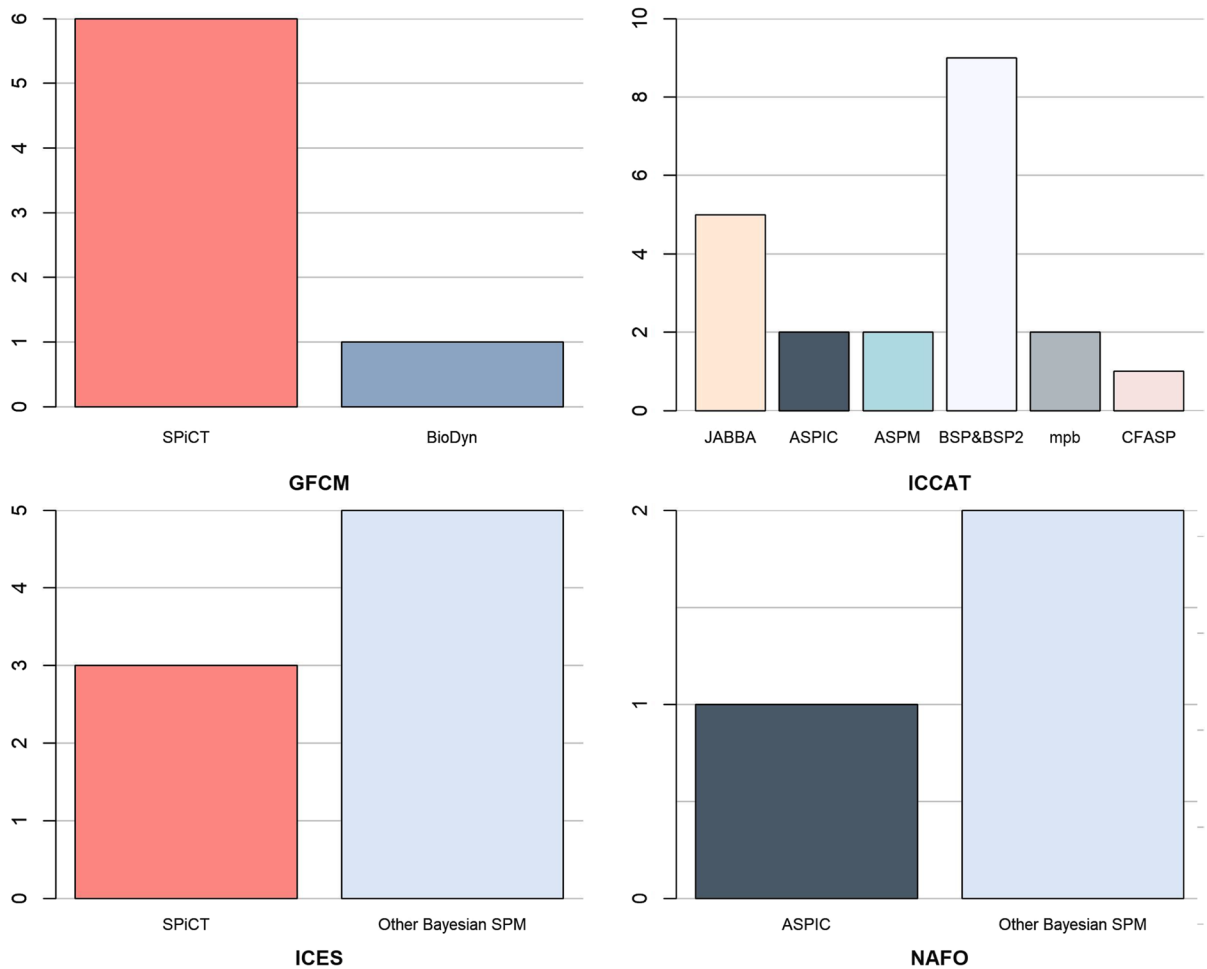 6
5
4
3
2
1
0
SPiCT BioDyn
GFCM
10
8
6
4
2
0
JABBA ASPIC ASPM BSP&BSP2 mpb CFASP
ICCAT
5
4
3
2
1
0
SPiCT Other Bayesian SPM
ICES
2
1
0
ASPIC Other Bayesian SPM
NAFO